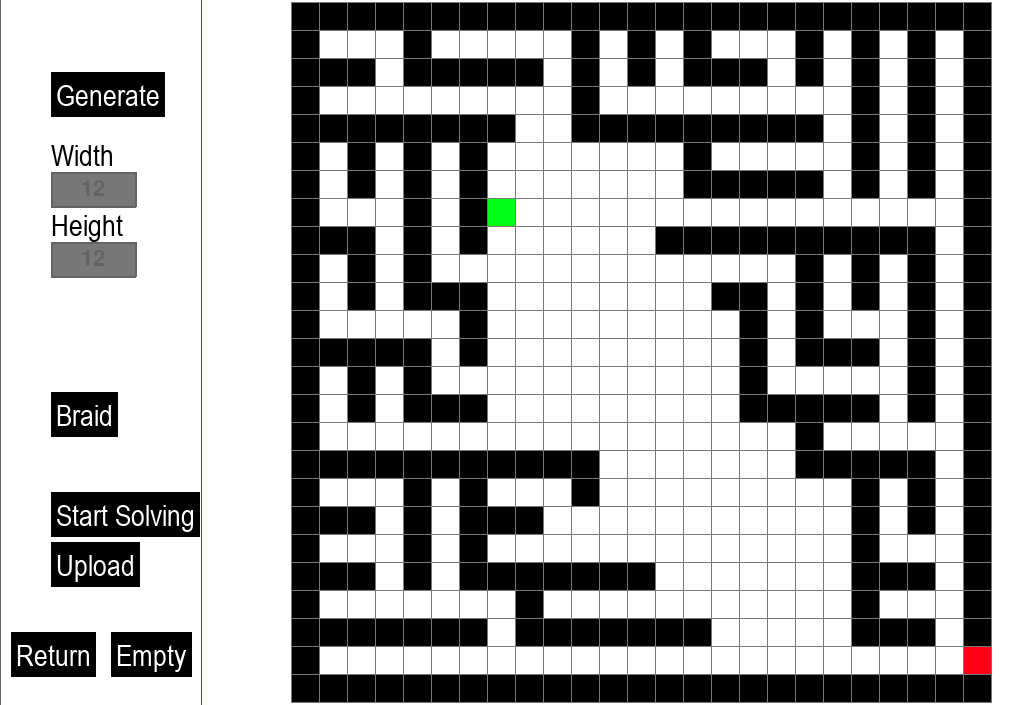 Generate
Width
12
Height
12
Braid
Start Solving
Upload
Return Empty